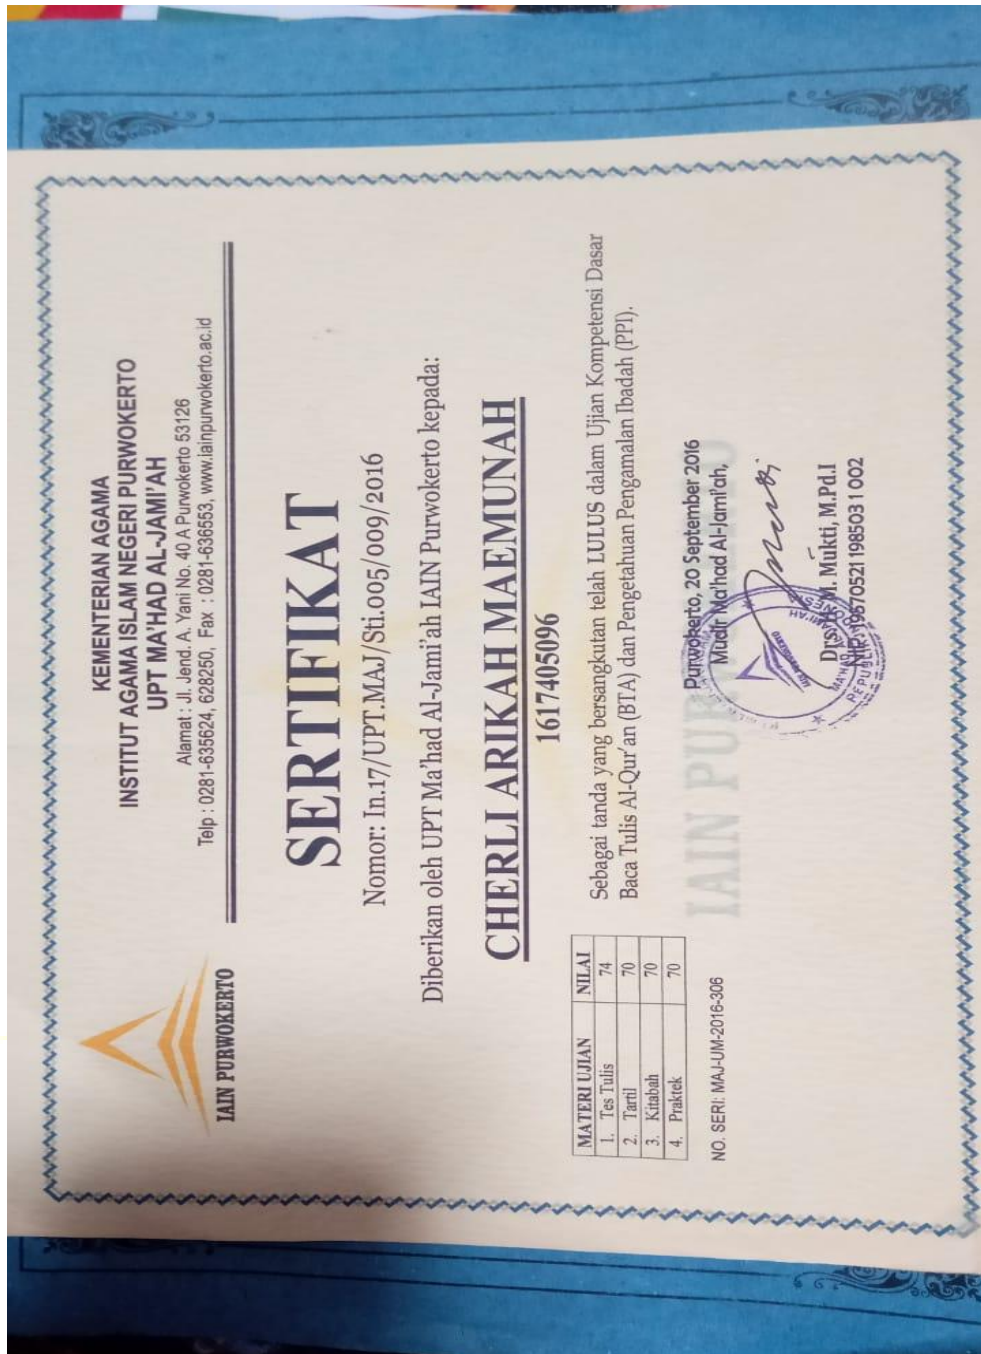 IAIN PURWOKERTO
KEMENTERIAN AGAMA
INSTITUT AGAMA ISLAM NEGERI PURWOKERTO
UPT MA'HAD AL-JAMI'AH
Alamat : Jl. Jend. A. Yani No. 40 A Purwokerto 53126
Telp : 0281-635624, 628250, Fax : 0281-636553, www.iainpurwokerto.ac.id
SERTIFIKAT
Nomor: In.17/UPT.MAJ/Sti.005/009/2016
Diberikan oleh UPT Ma'had Al-Jami'ah IAIN Purwokerto kepada:
CHERLI ARIKAH MAEMUNAH
1617405096
MATERI UJIAN NILAI
1. Tes Tulis 74
2. Tartil 70
3. Kitabah 70
4. Praktek 70
Sebagai tanda yang bersangkutan telah LULUS dalam Ujian Kompetensi Dasar
Baca Tulis Al-Qur'an (BTA) dan Pengetahuan Pengamalan Ibadah (PPI).
NO. SERI: MAJ-UM-2016-306
IAIN PURWOKERTO
Purwokerto, 20 September 2016
Mudir Ma'had Al-Jami'ah,
Drs. H. M. Mukti, M.Pd.I
NIP. 19570521 198503 1 002